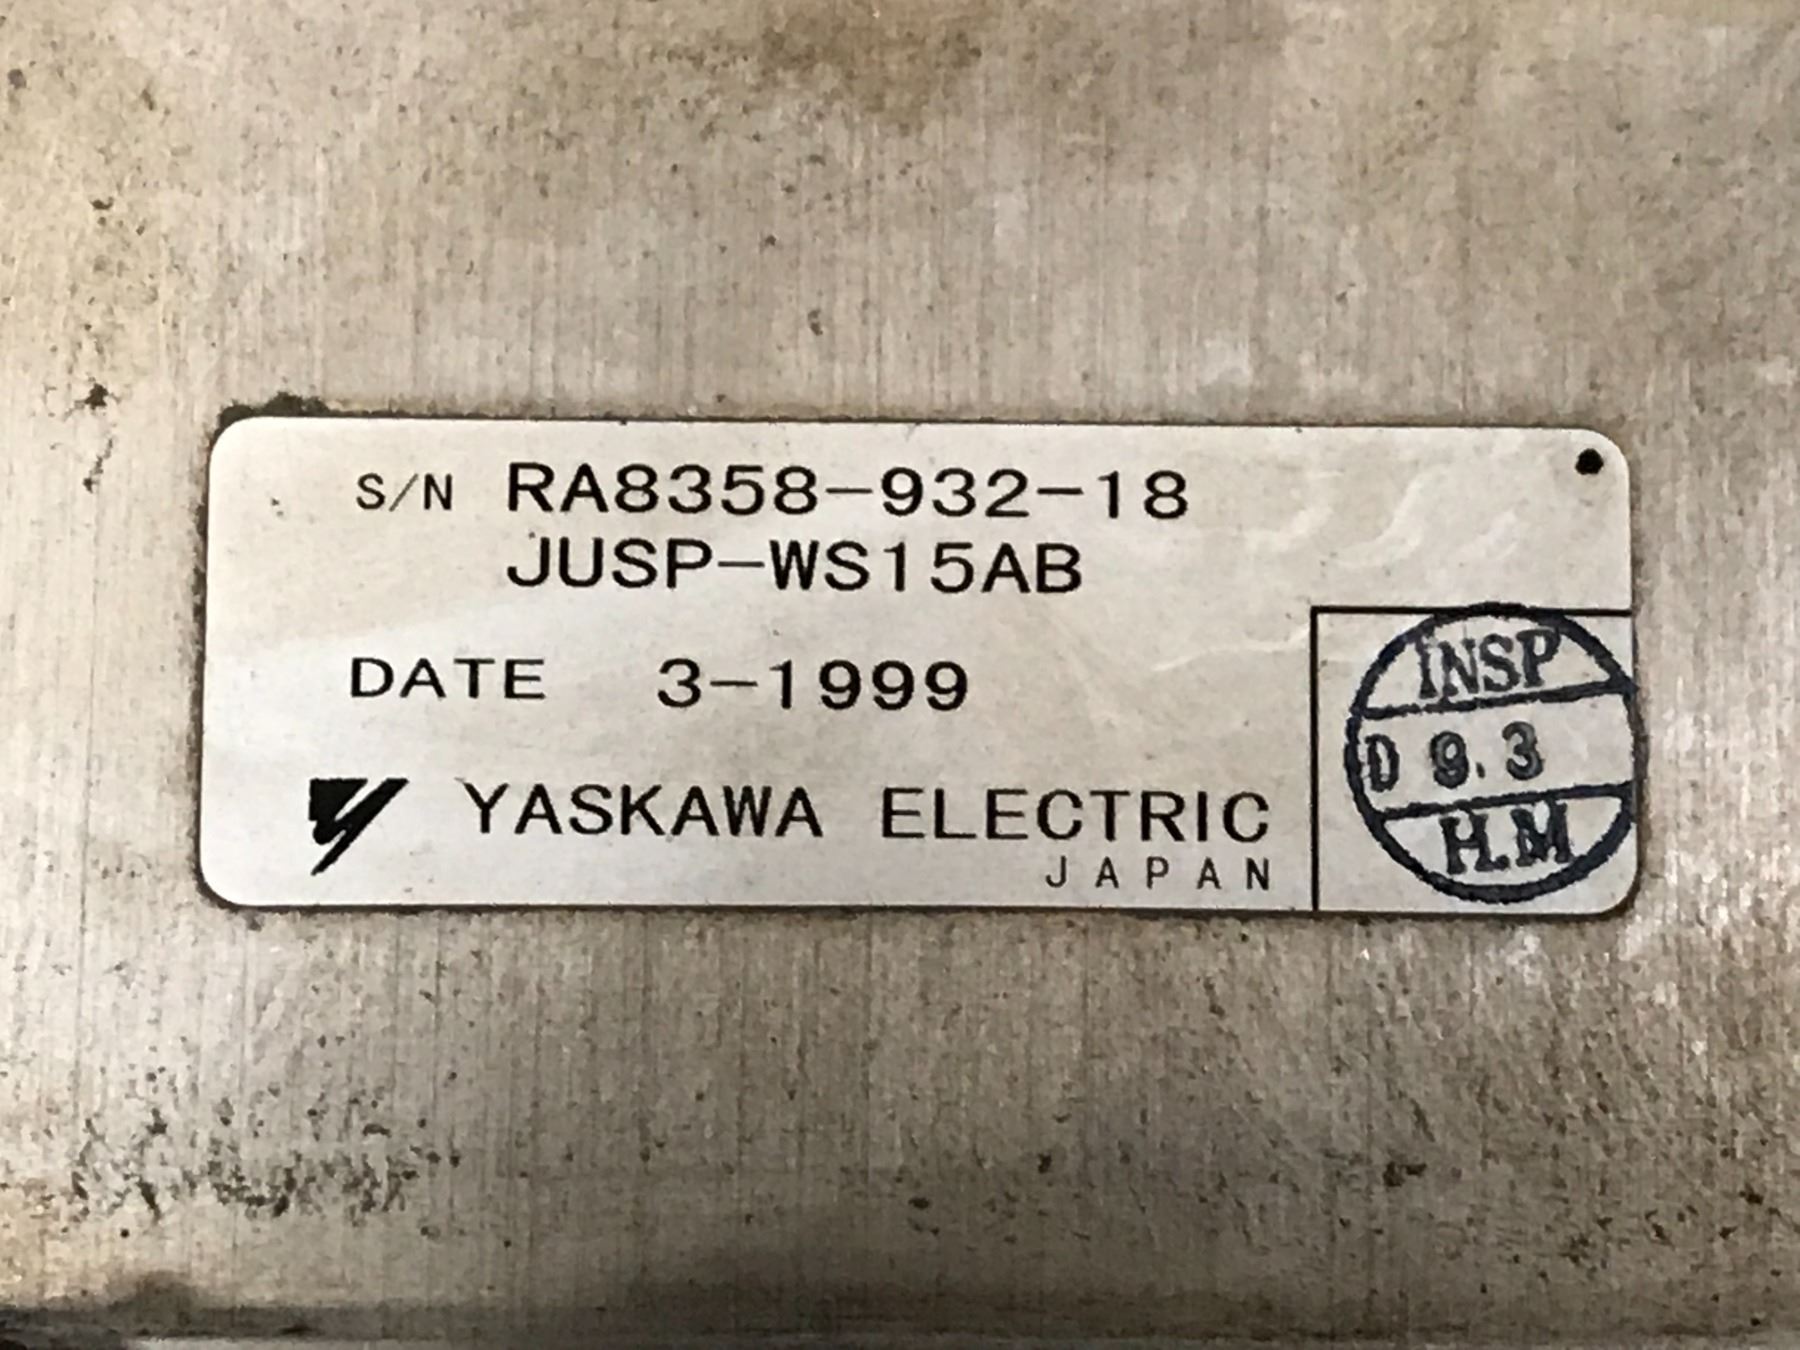 S/N RA8358-932-18
JUSP-WS15AB
DATE 3-1999
YASKAWA ELECTRIC
JAPAN
INSP
D 9.3
H.M